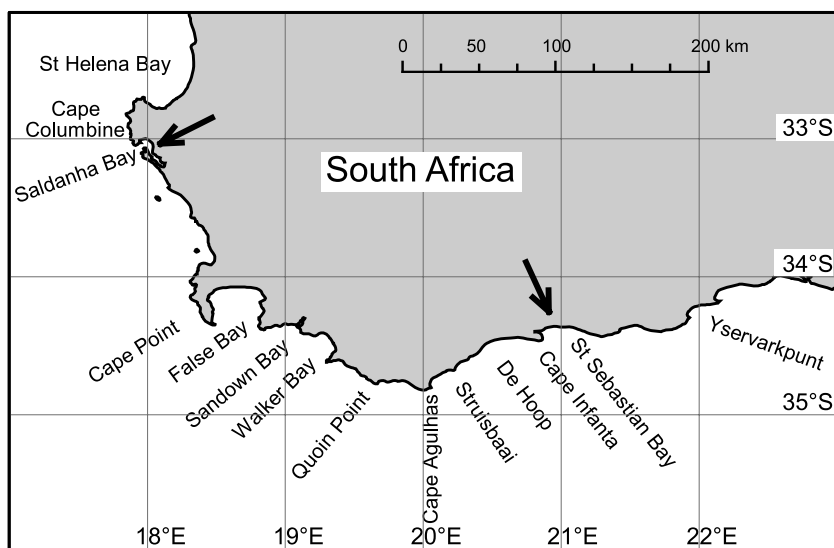 0 50 100 200 km
St Helena Bay
Cape
Columbine
33°S
Saldanha Bay
South Africa
34°S
Cape Point
False Bay
Sandown Bay
Walker Bay
Quoin Point
Cape Agulhas
Struisbaai
De Hoop
Cape Infanta
St Sebastian Bay
Yservarkpunt
35°S
18°E 19°E 20°E 21°E 22°E